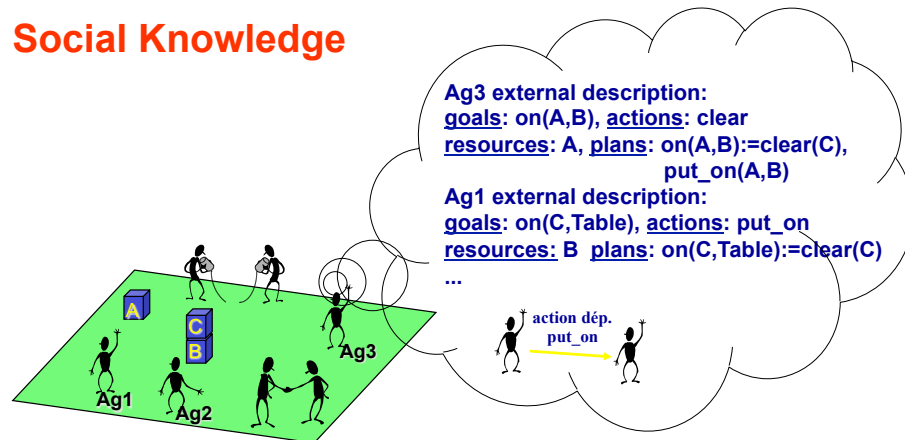 Social Knowledge
Ag3 external description:
goals: on(A,B), actions: clear
resources: A, plans: on(A,B):=clear(C),
put_on(A,B)
Ag1 external description:
goals: on(C,Table), actions: put_on
resources: B plans: on(C,Table):=clear(C)
...
action dép.
put_on
A
C
B
Ag3
Ag1
Ag2